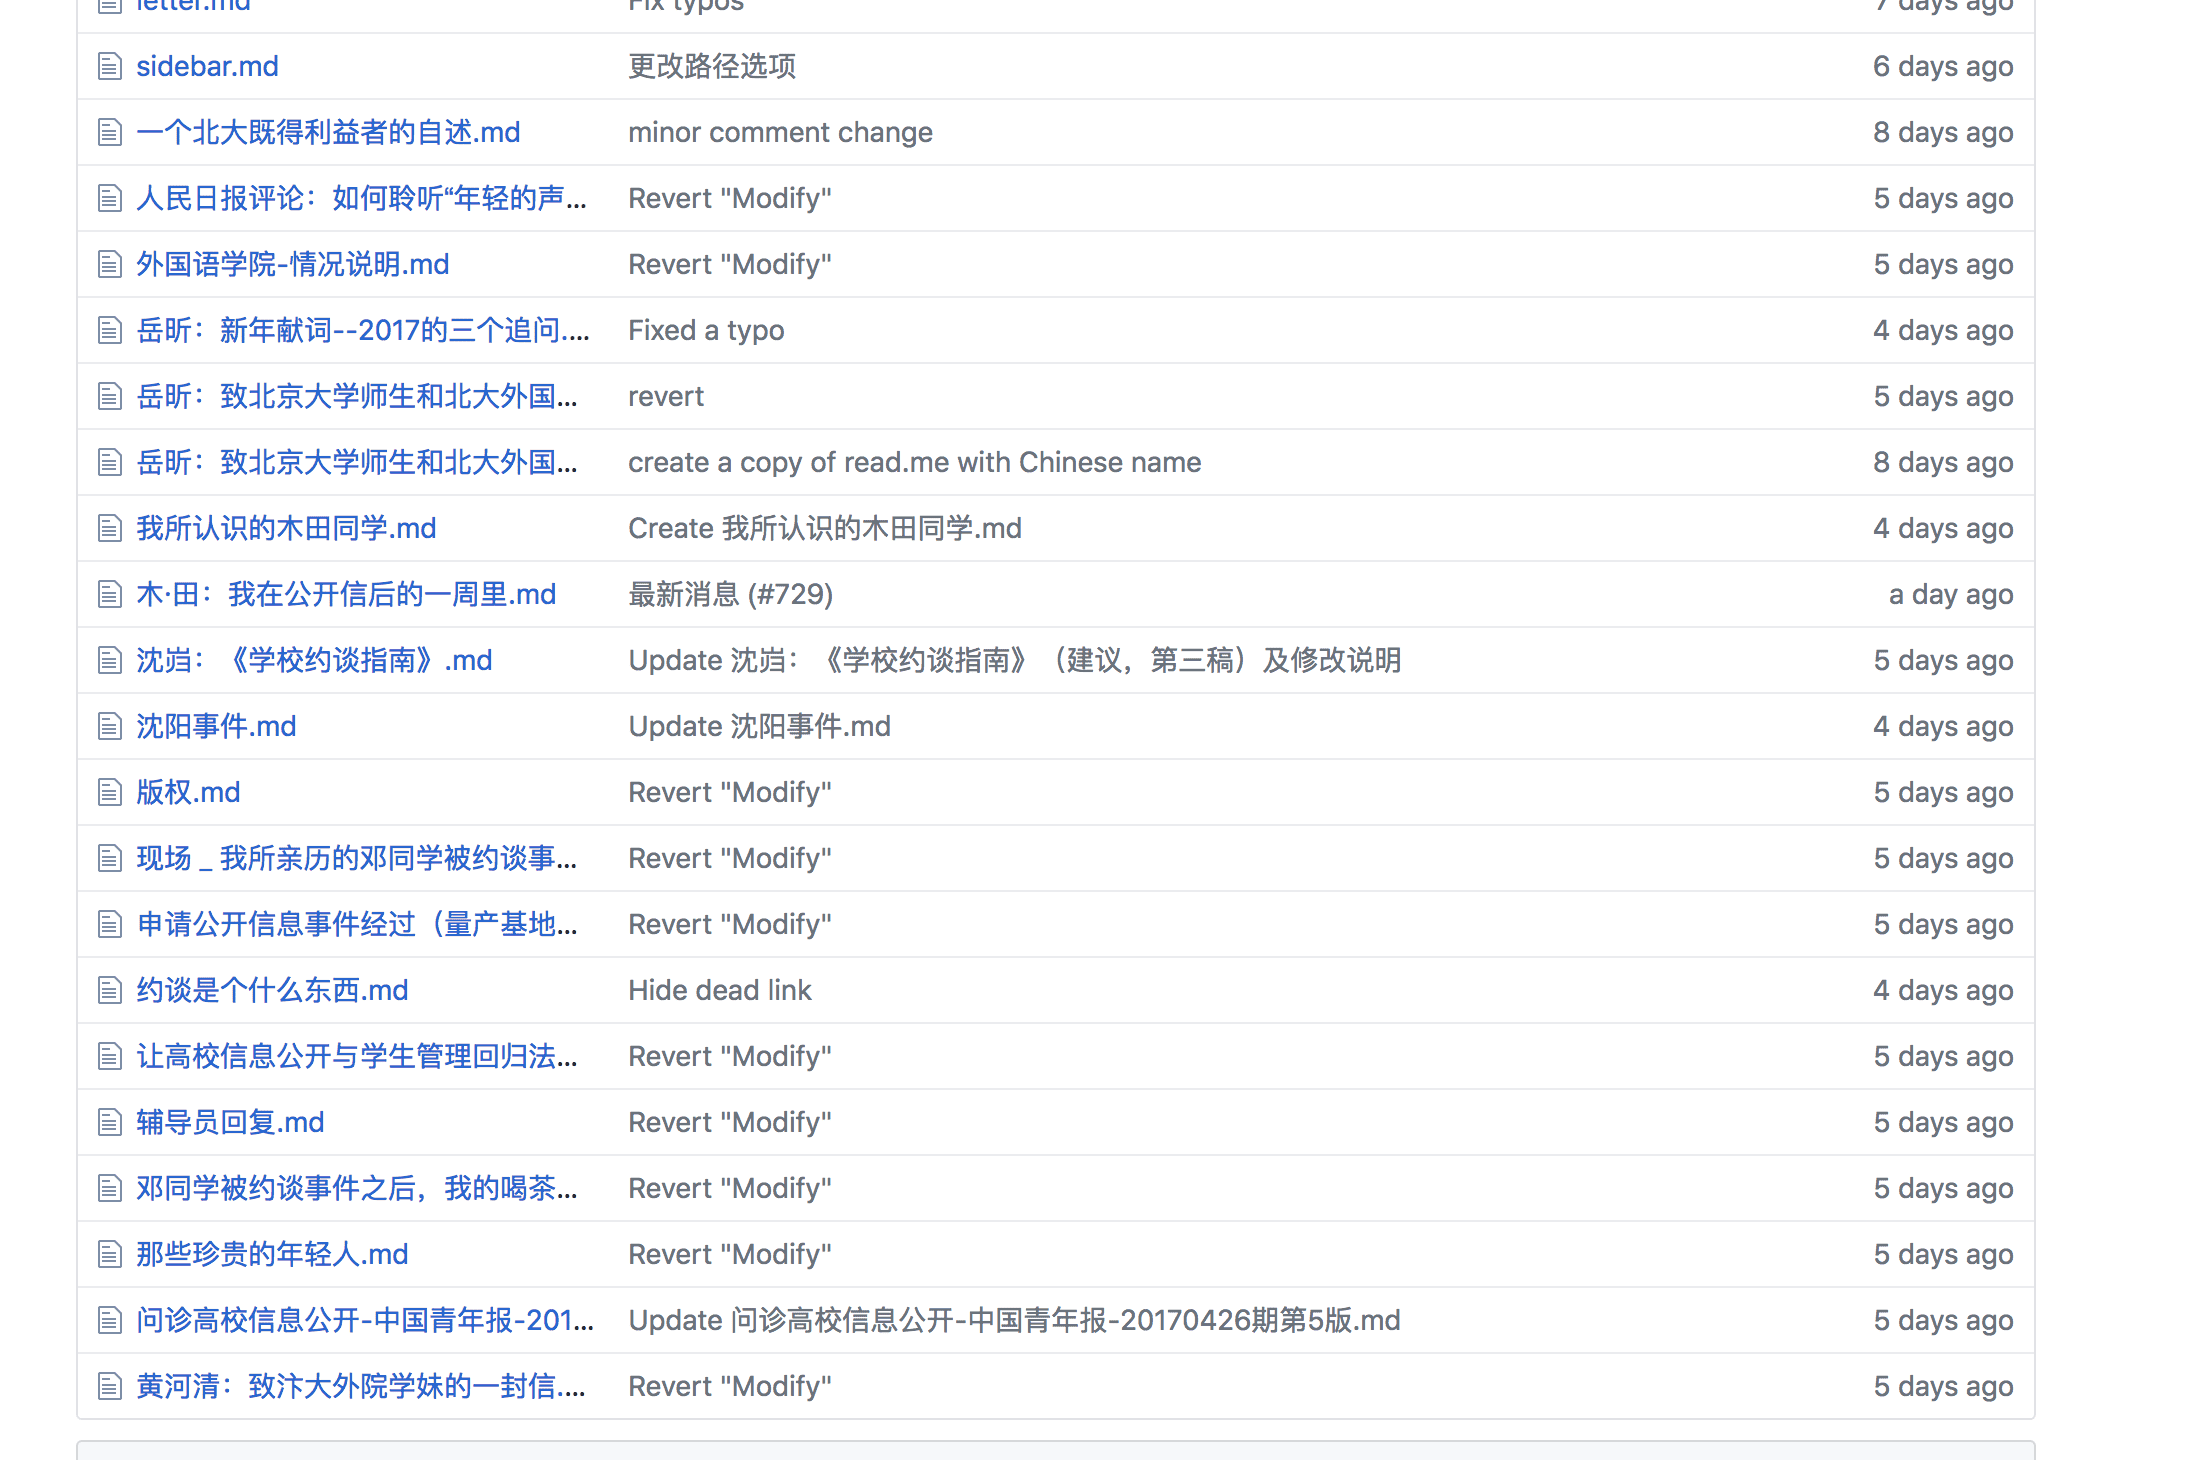 letter.md Fix typos 7 days ago
sidebar.md 更改路径选项 6 days ago
一个北大既得利益者的自述.md minor comment change 8 days ago
人民日报评论：如何聆听“年轻的声... Revert "Modify" 5 days ago
外国语学院-情况说明.md Revert "Modify" 5 days ago
岳昕：新年献词--2017的三个追问.... Fixed a typo 4 days ago
岳昕：致北京大学师生和北大外国... revert 5 days ago
岳昕：致北京大学师生和北大外国... create a copy of read.me with Chinese name 8 days ago
我所认识的木田同学.md Create 我所认识的木田同学.md 4 days ago
木·田：我在公开信后的一周里.md 最新消息 (#729) a day ago
沈岿：《学校约谈指南》.md Update 沈岿：《学校约谈指南》（建议，第三稿）及修改说明 5 days ago
沈阳事件.md Update 沈阳事件.md 4 days ago
版权.md Revert "Modify" 5 days ago
现场 _ 我所亲历的邓同学被约谈事... Revert "Modify" 5 days ago
申请公开信息事件经过（量产基地... Revert "Modify" 5 days ago
约谈是个什么东西.md Hide dead link 4 days ago
让高校信息公开与学生管理回归法... Revert "Modify" 5 days ago
辅导员回复.md Revert "Modify" 5 days ago
邓同学被约谈事件之后，我的喝茶... Revert "Modify" 5 days ago
那些珍贵的年轻人.md Revert "Modify" 5 days ago
问诊高校信息公开-中国青年报-201... Update 问诊高校信息公开-中国青年报-20170426期第5版.md 5 days ago
黄河清：致汴大外院学妹的一封信.... Revert "Modify" 5 days ago